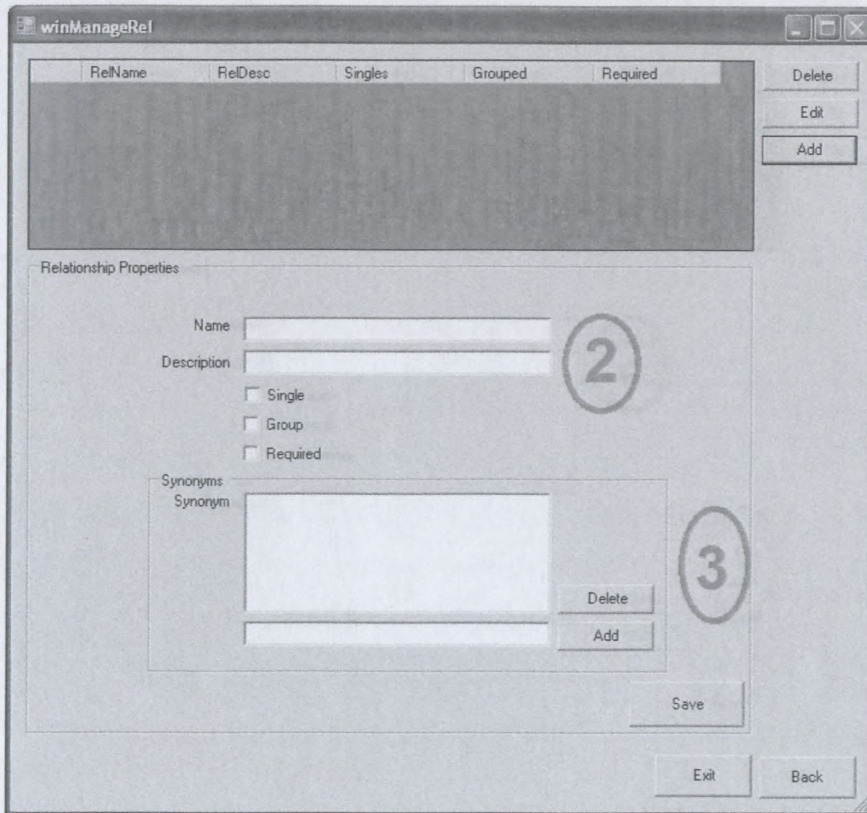 winManageRel
RelName RelDesc Singles Grouped Required
Delete
Edit
Add
Relationship Properties
Name
Description
2
Single
Group
Required
Synonyms
Synonym
3
Delete
Add
Save
Exit Back